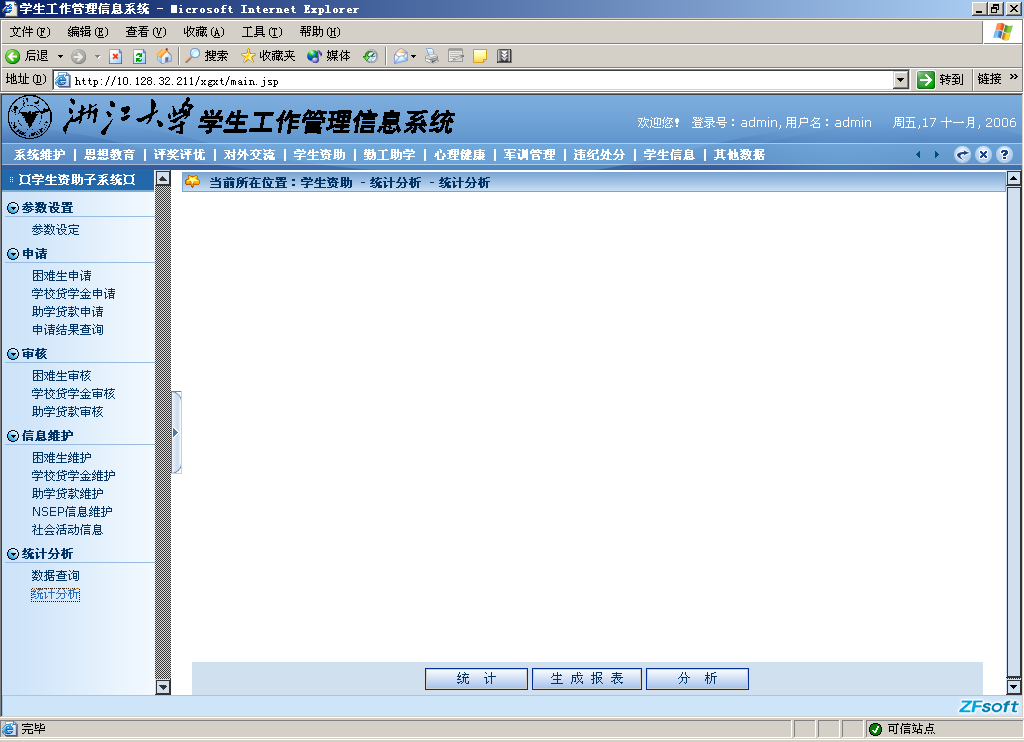 学生工作管理信息系统 - Microsoft Internet Explorer
文件(F) 编辑(E) 查看(V) 收藏(A) 工具(T) 帮助(H)
后退 搜索 收藏夹 媒体
地址(D) http://10.128.32.211/xgxt/main.jsp 转到 链接 »
浙江大学学生工作管理信息系统
欢迎您! 登录号：admin,用户名：admin 周五,17 十一月, 2006
系统维护 | 思想教育 | 评奖评优 | 对外交流 | 学生资助 | 勤工助学 | 心理健康 | 军训管理 | 违纪处分 | 学生信息 | 其他数据
¤学生资助子系统¤
当前所在位置：学生资助 - 统计分析 - 统计分析
参数设置
参数设定
申请
困难生申请
学校贷学金申请
助学贷款申请
申请结果查询
审核
困难生审核
学校贷学金审核
助学贷款审核
信息维护
困难生维护
学校贷学金维护
助学贷款维护
NSEP信息维护
社会活动信息
统计分析
数据查询
统计分析
统 计 生 成 报 表 分 析
ZFsoft
完毕 可信站点